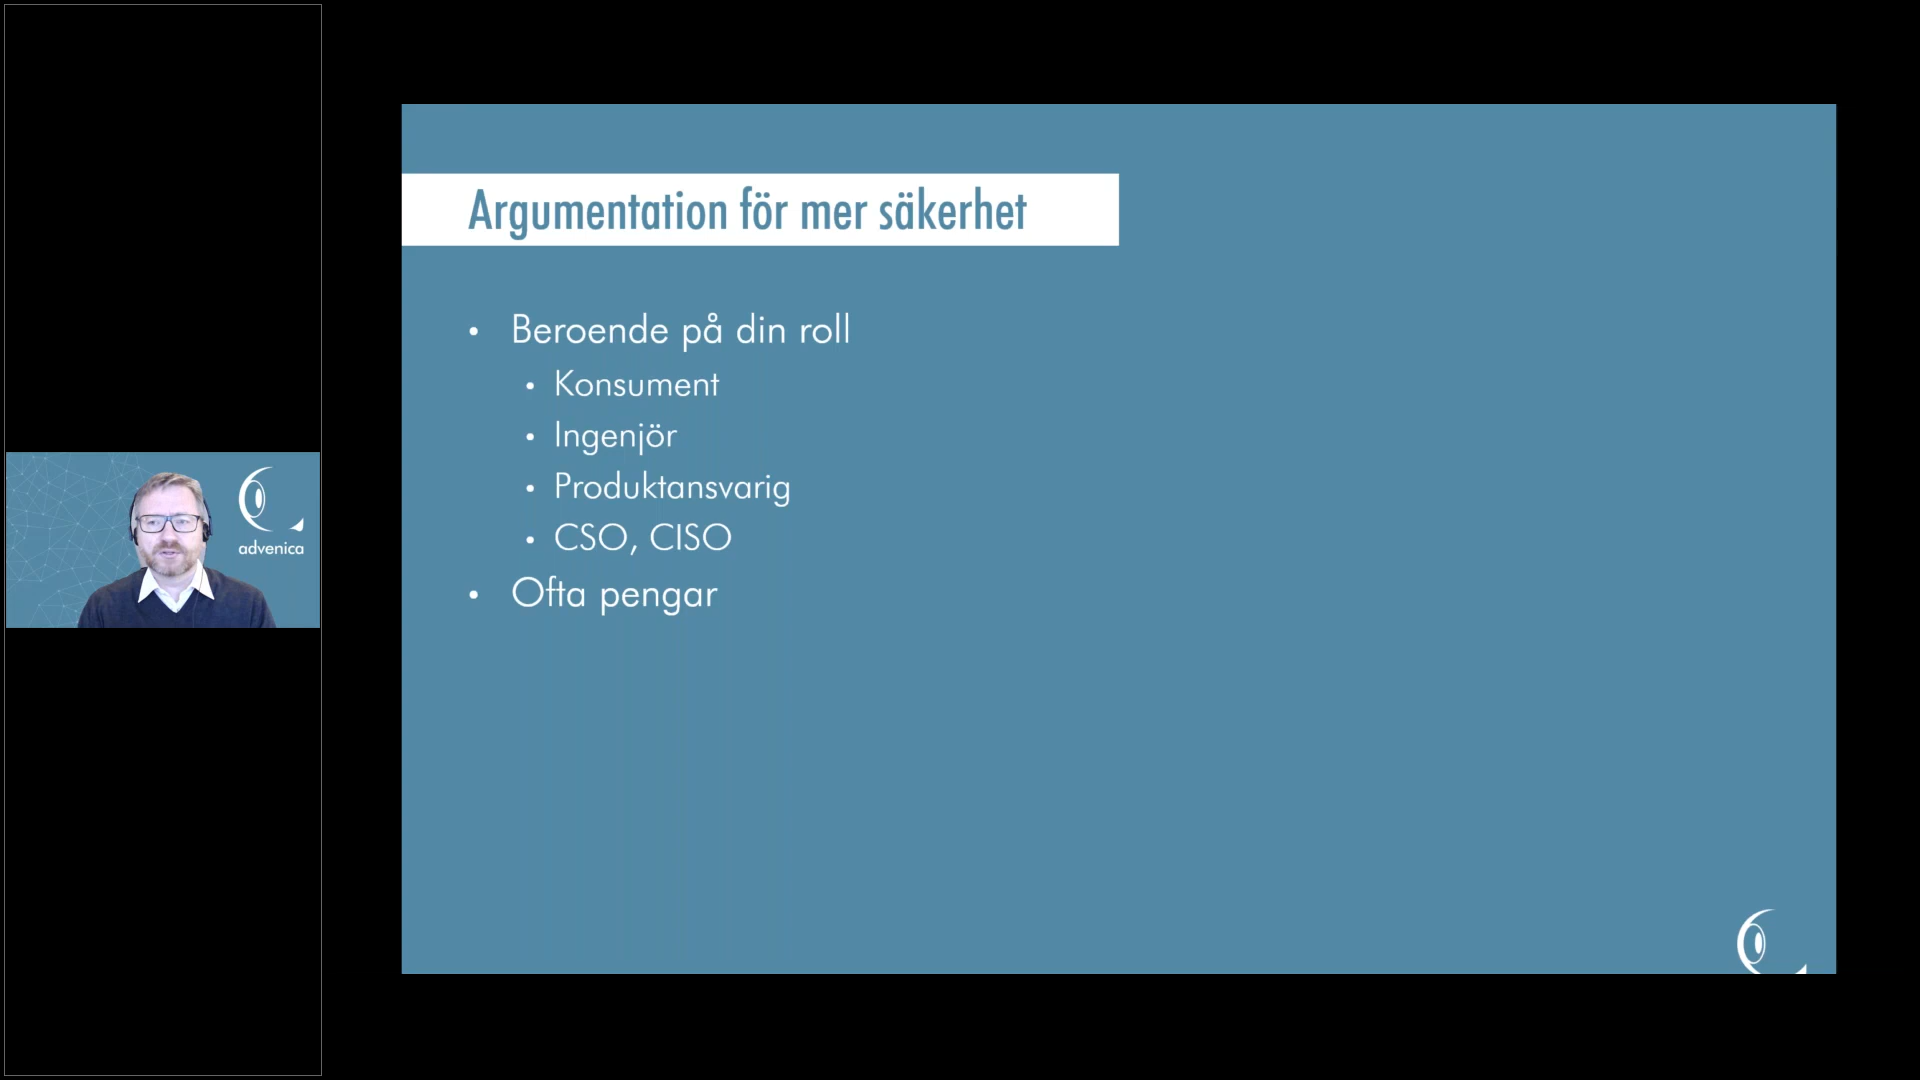 Argumentation för mer säkerhet
• Beroende på din roll
• Konsument
• Ingenjör
• Produktansvarig
• CSO, CISO
• Ofta pengar
advenica